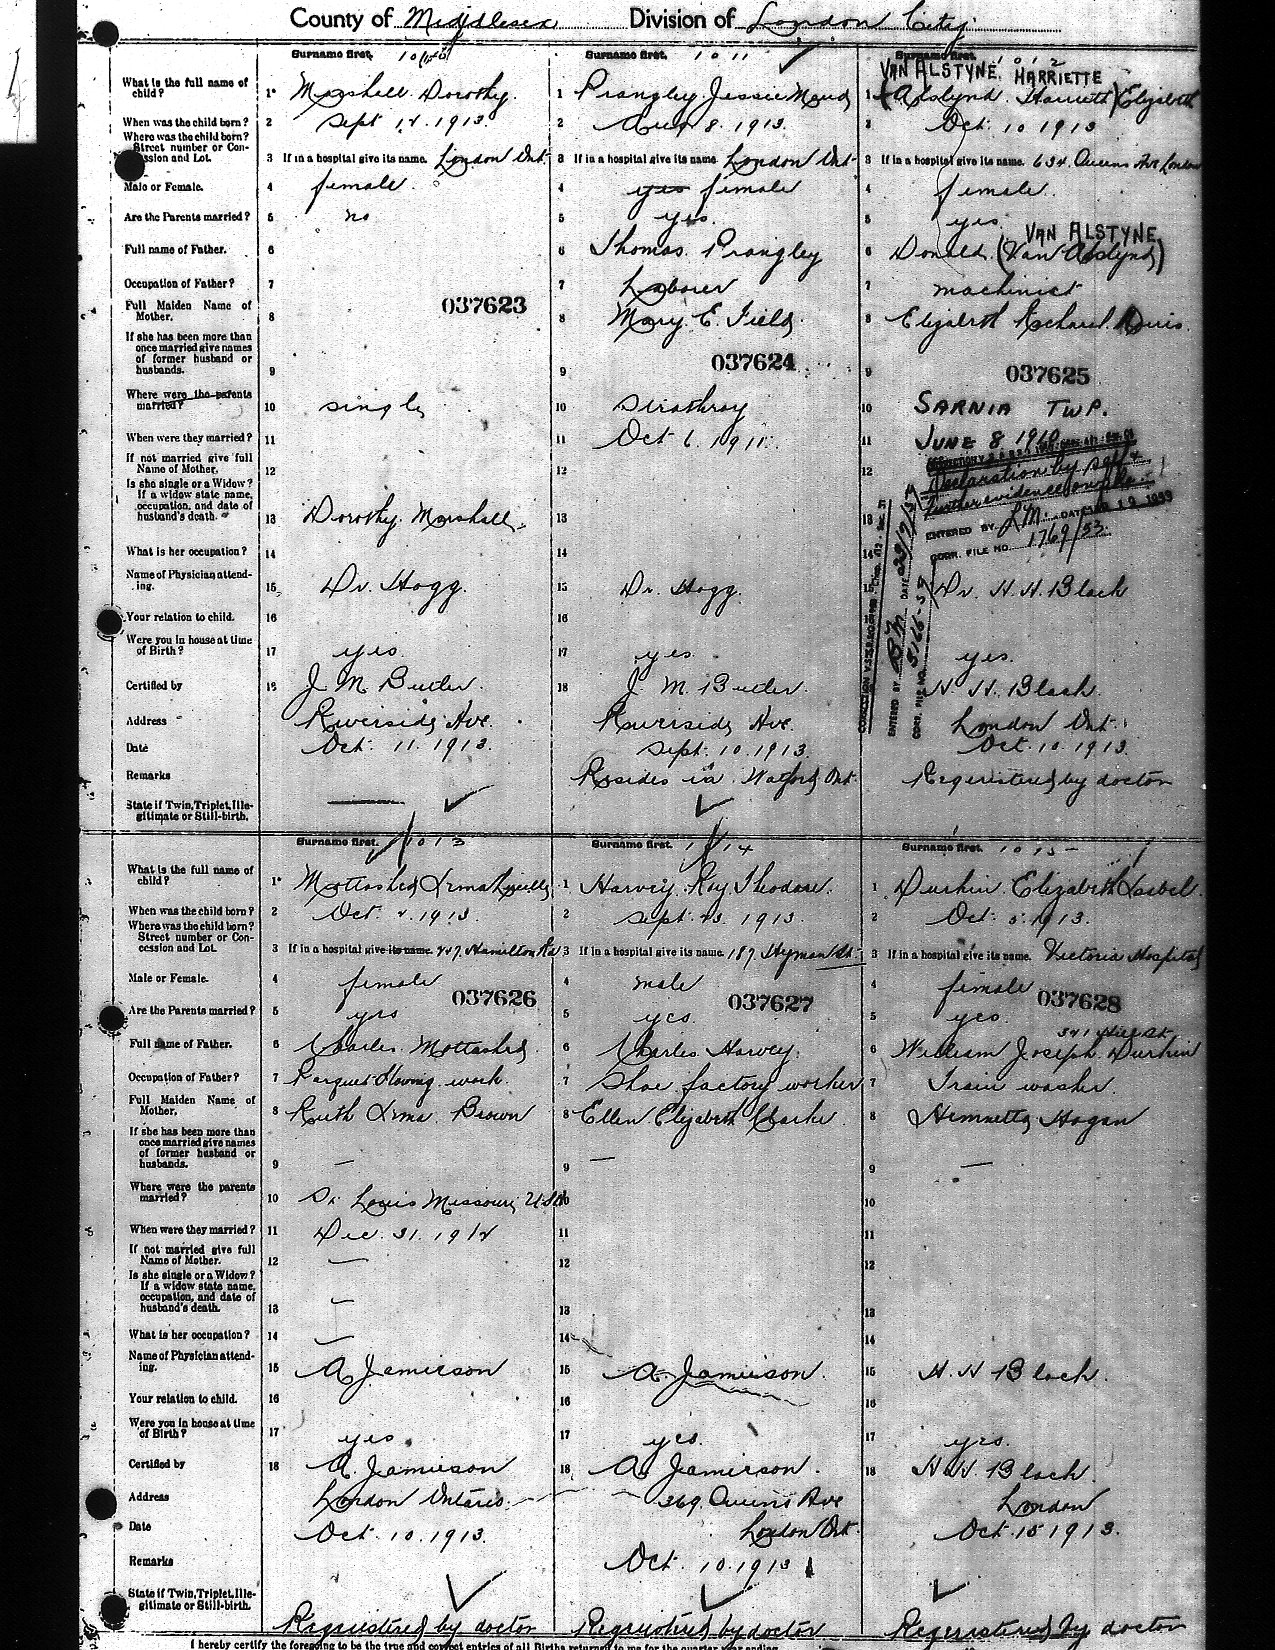 County of Middlesex Division of London City
Surname first. Surname first. 1011 Surname first. 1012
VAN ALSTYNE, HARRIETTE
What is the full name of child? 1 Marshall Dorothy. 1 Prangley Jessie Maud 1 (Alslynd Harrieth) Elizabeth
When was the child born? 2 Sept 12. 1913. 2 Aug 8. 1913. 2 Oct. 10 1913
Where was the child born? Street number or Concession and Lot. 3 If in a hospital give its name. London Ont. 3 If in a hospital give its name. London Ont 3 If in a hospital give its name. 634 Queens Ave London
Male or Female. 4 female. 4 yes female 4 female.
Are the Parents married? 5 no 5 yes. 5 yes
VAN ALSTYNE
Full name of Father. 6 6 Thomas Prangley 6 Donald (Van Alslynd)
Occupation of Father? 7 7 Laborer 7 machinist
037623
Full Maiden Name of Mother. 8 8 Mary E. Field 8 Elizabeth
If she has been more than once married give names of former husband or husbands. 9 9 037624 9 037625
Where were the parents married? 10 single 10 Strathroy 10 SARNIA TWP.
When were they married? 11 11 Oct 6 1911 11 JUNE 8 1910
If not married give full Name of Mother. 12 12 12
Declaration by self &
further evidence on file
Is she single or a Widow? If a widow state name, occupation, and date of husband's death. 13 Dorothy Marshall. 13 13
ENTERED BY LM. DATE
CORR. FILE NO. 1769/53.
What is her occupation? 14 14 14
Name of Physician attending. 15 Dr. Hogg. 15 Dr. Hogg. 15 Dr. H. H. Black
Your relation to child. 16 16
Were you in house at time of Birth? 17 yes. 17 yes yes.
Certified by 18 J M Butler. 18 J M. Butler. H H. Black.
Address Riverside Ave. Riverside Ave. London Ont.
Date Oct. 11. 1913. Sept. 10. 1913. Oct. 10. 1913.
Remarks Resides in Watford Ont. Regeristered by doctor
State if Twin, Triplet, Illegitimate or Still-birth.
ENTERED BY BM DATE
CORR. FILE NO. 5166-57
Surname first. 1013 Surname first. 1014 Surname first. 1015
What is the full name of child? 1 Mottashed Irma 1 Harvey Roy Theodore. 1 Durkin Elizabeth Isabel.
When was the child born? 2 Oct. 2. 1913. 2 Sept. 23. 1913. 2 Oct. 5. 1913.
Where was the child born? Street number or Concession and Lot. 3 If in a hospital give its name. Hamilton Rd 3 If in a hospital give its name. 187 Hyman St. 3 If in a hospital give its name. Victoria Hospital
Male or Female. 4 female 4 male 4 female
037626 037627 037628
Are the Parents married? 5 yes 5 yes. 5 yes.
Full name of Father. 6 Charles Mottashed. 6 Charles Harvey. 6 William Joseph Durkin
Occupation of Father? 7 work. 7 Shoe factory worker 7 Train washer
Full Maiden Name of Mother. 8 Ruth Irma Brown 8 Ellen Elizabeth Clarke 8 Henrietta Hogan
If she has been more than once married give names of former husband or husbands. 9 — 9 — 9 —
Where were the parents married? 10 St. Louis Missouri U.S.A. 10 10
When were they married? 11 Dec. 31. 1912 11 11
If not married give full Name of Mother. 12 — 12 12
Is she single or a Widow? If a widow state name, occupation, and date of husband's death. 13 — 13 13
What is her occupation? 14 — 14 14
Name of Physician attending. 15 A. Jamieson 15 A. Jamieson. 15 H. H Black.
Your relation to child. 16 16 16
Were you in house at time of Birth? 17 yes. 17 yes. 17 yes.
Certified by 18 A. Jamieson 18 A. Jamieson. 18 H. H. Black.
Address London Ontario. 369 Queens Ave London
Date Oct. 10. 1913. London Ont. Oct. 15 1913.
Remarks Oct. 10. 1913
State if Twin, Triplet, Illegitimate or Still-birth.
Regeristered by doctor Regeristered by doctor Regeristered by doctor
I hereby certify the foregoing to be the true and correct entries of all Births returned to me for the quarter year ending